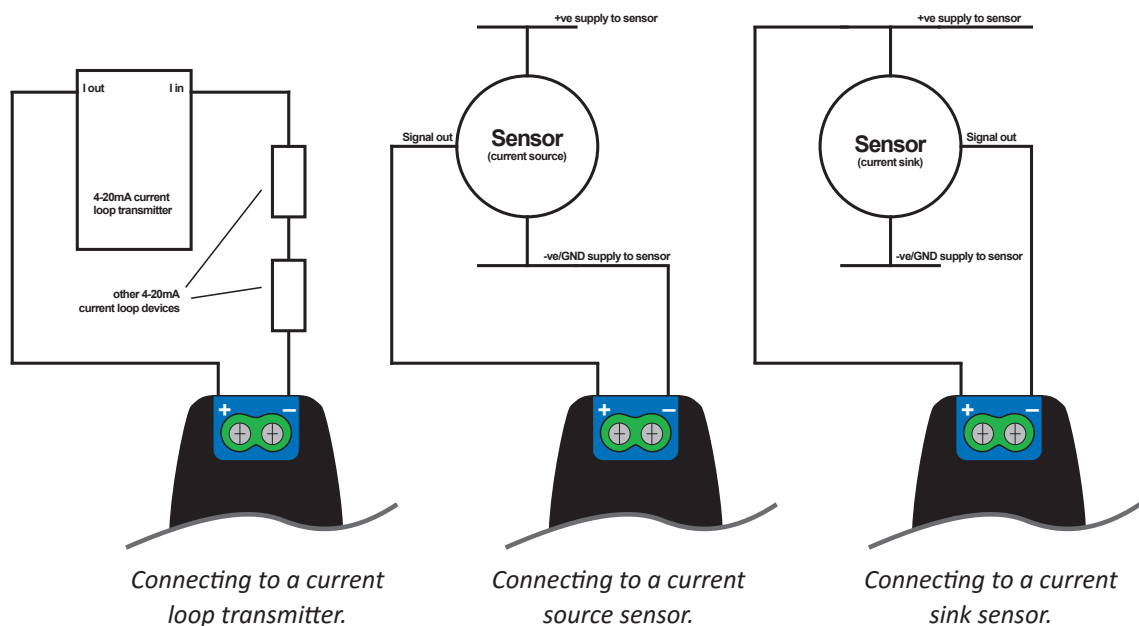 I out
I in
4-20mA current
loop transmitter
other 4-20mA
current loop devices
+
−
Connecting to a current
loop transmitter.
+ve supply to sensor
Signal out
Sensor
(current source)
-ve/GND supply to sensor
+
−
Connecting to a current
source sensor.
+ve supply to sensor
Sensor
(current sink)
Signal out
-ve/GND supply to sensor
+
−
Connecting to a current
sink sensor.